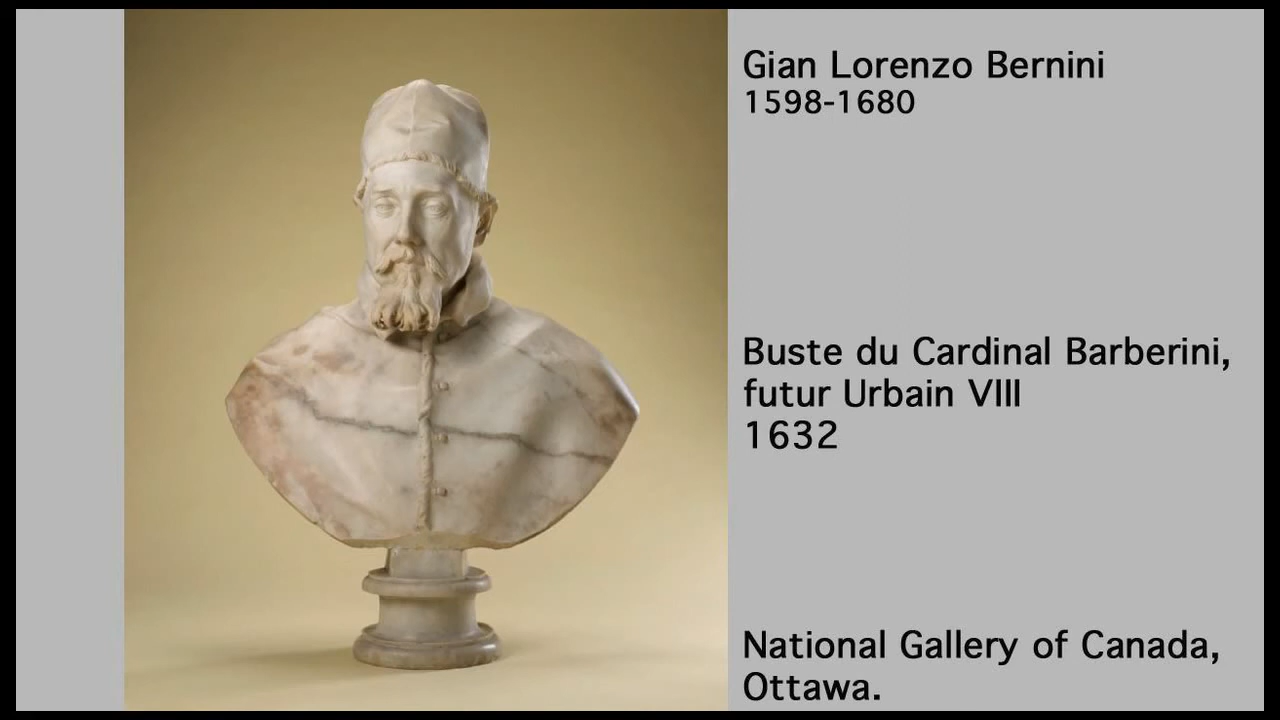 Gian Lorenzo Bernini
1598-1680
Buste du Cardinal Barberini,
futur Urbain VIII
1632
National Gallery of Canada,
Ottawa.